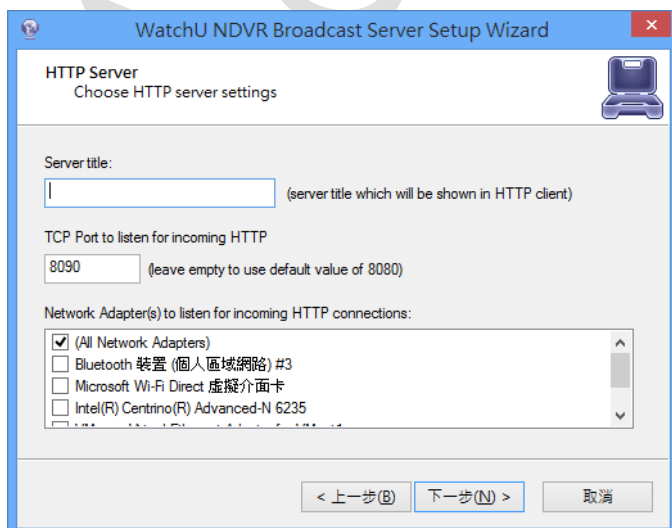 WatchU NDVR Broadcast Server Setup Wizard
HTTP Server
Choose HTTP server settings
Server title:
(server title which will be shown in HTTP client)
TCP Port to listen for incoming HTTP
8090 (leave empty to use default value of 8080)
Network Adapter(s) to listen for incoming HTTP connections:
(All Network Adapters)
Bluetooth 裝置 (個人區域網路) #3
Microsoft Wi-Fi Direct 虛擬介面卡
Intel(R) Centrino(R) Advanced-N 6235
< 上一步(B) 下一步(N) > 取消